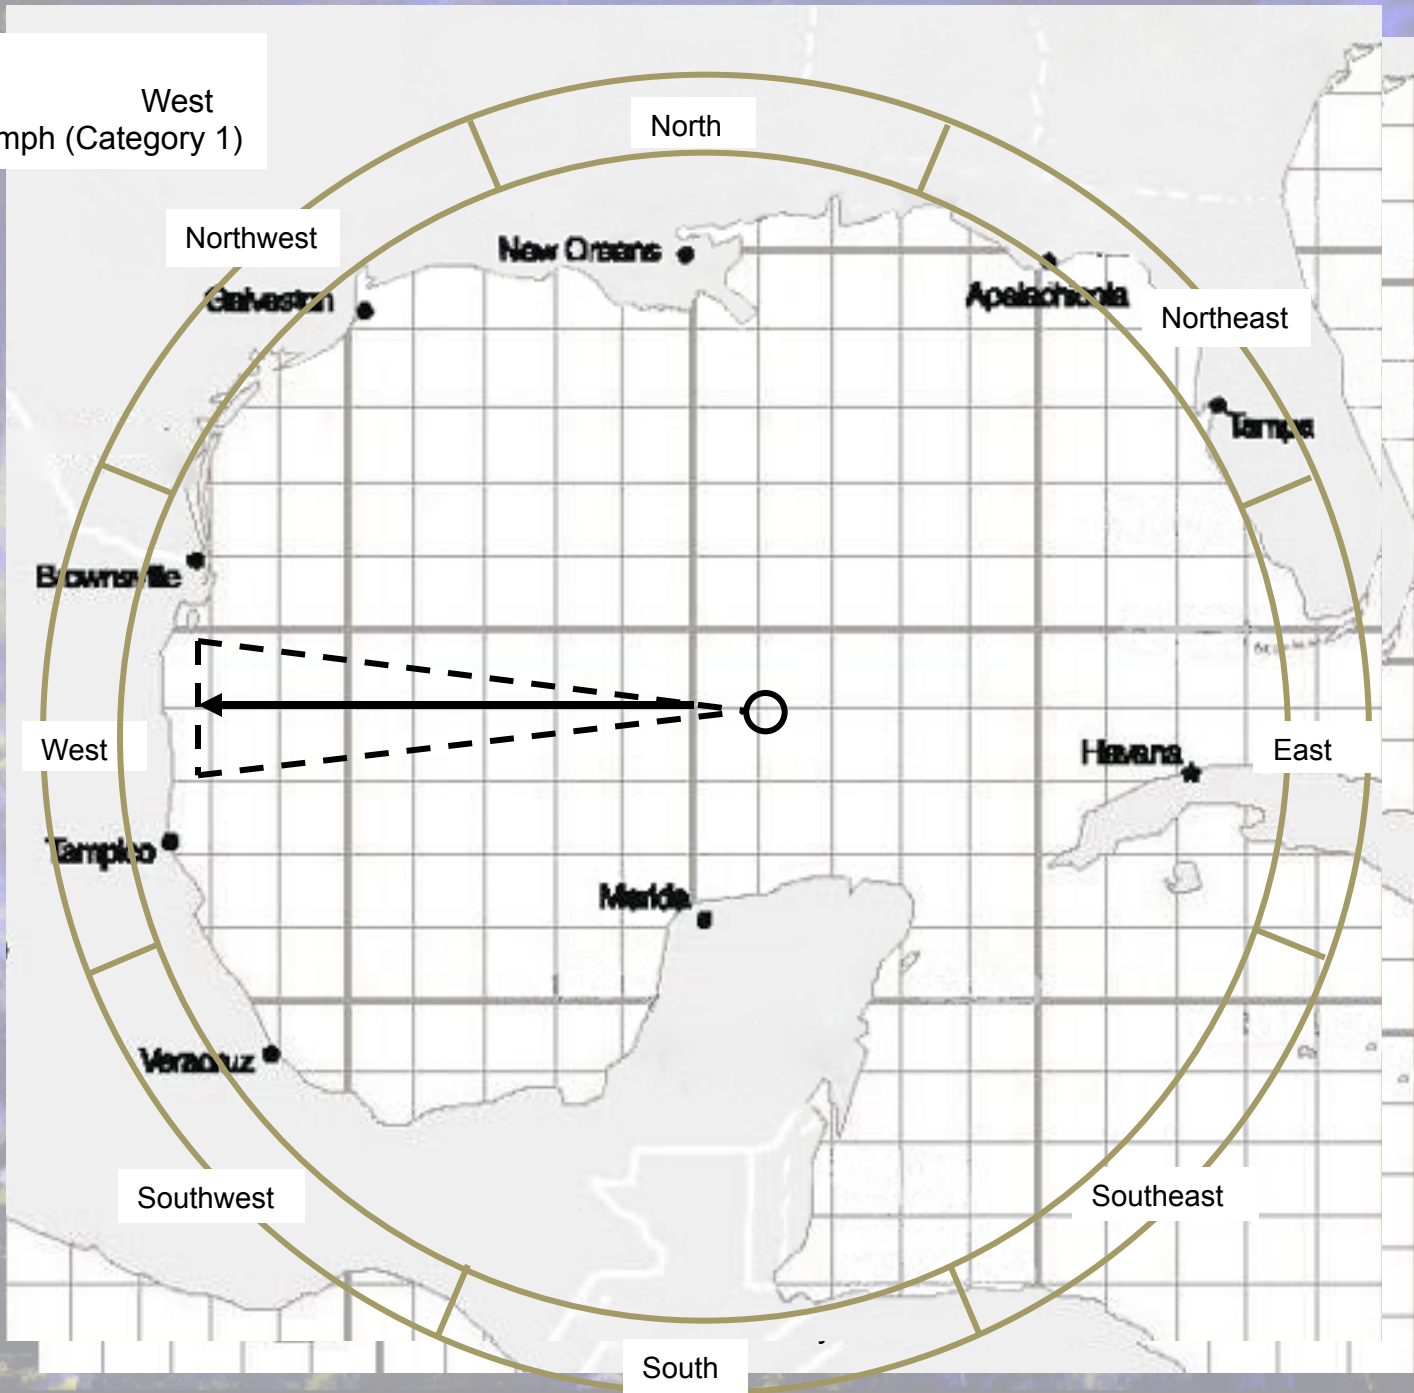 West
mph (Category 1)
North
Northwest
New Orleans
Galveston
Apalachicola
Northeast
Tampa
Brownsville
West
Havana
East
Tampico
Merida
Veracruz
Southwest
Southeast
South